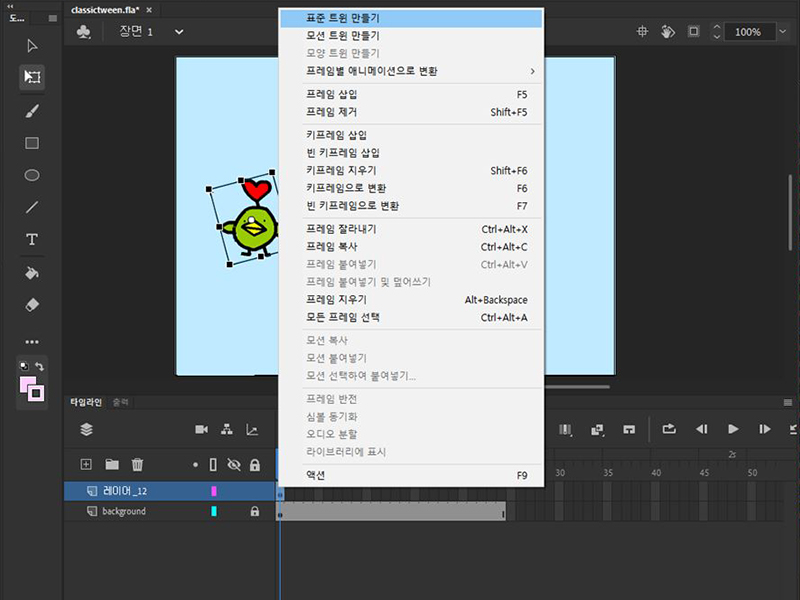 도...
classictween.fla*
장면 1
100%
표준 트윈 만들기
모션 트윈 만들기
모양 트윈 만들기
프레임별 애니메이션으로 변환
프레임 삽입 F5
프레임 제거 Shift+F5
키프레임 삽입
빈 키프레임 삽입
키프레임 지우기 Shift+F6
키프레임으로 변환 F6
빈 키프레임으로 변환 F7
프레임 잘라내기 Ctrl+Alt+X
프레임 복사 Ctrl+Alt+C
프레임 붙여넣기 Ctrl+Alt+V
프레임 붙여넣기 및 덮어쓰기
프레임 지우기 Alt+Backspace
모든 프레임 선택 Ctrl+Alt+A
모션 복사
모션 붙여넣기
모션 선택하여 붙여넣기...
프레임 반전
심볼 동기화
오디오 분할
라이브러리에 표시
액션 F9
타임라인 출력
2s
30 35 40 45 50
레이어_12
background